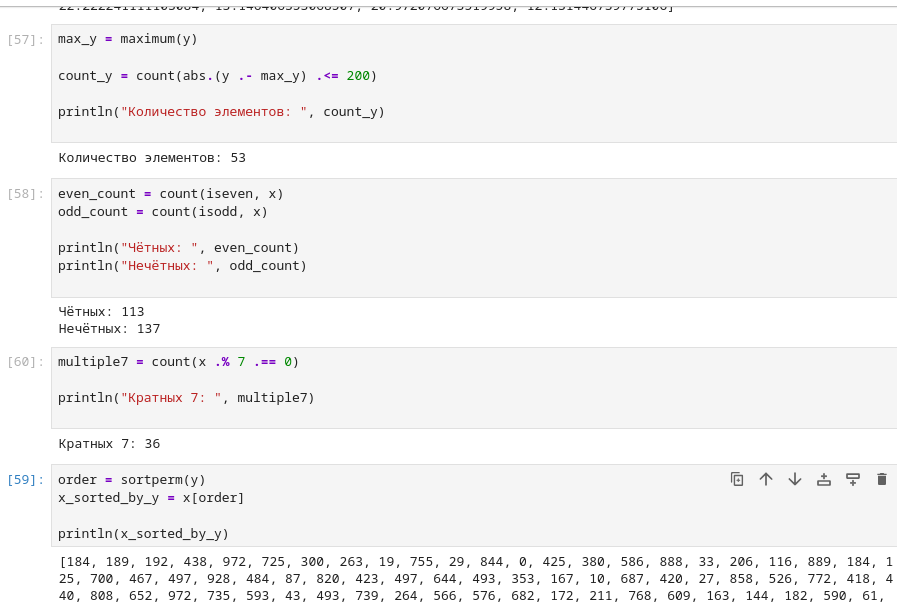 [57]:
max_y = maximum(y)
count_y = count(abs.(y .- max_y) .<= 200)
println("Количество элементов: ", count_y)
Количество элементов: 53
[58]:
even_count = count(iseven, x)
odd_count = count(isodd, x)
println("Чётных: ", even_count)
println("Нечётных: ", odd_count)
Чётных: 113
Нечётных: 137
[60]:
multiple7 = count(x .% 7 .== 0)
println("Кратных 7: ", multiple7)
Кратных 7: 36
[59]:
order = sortperm(y)
x_sorted_by_y = x[order]
println(x_sorted_by_y)
[184, 189, 192, 438, 972, 725, 300, 263, 19, 755, 29, 844, 0, 425, 380, 586, 888, 33, 206, 116, 889, 184, 1
25, 700, 467, 497, 928, 484, 87, 820, 423, 497, 644, 493, 353, 167, 10, 687, 420, 27, 858, 526, 772, 418, 4
40, 808, 652, 972, 735, 593, 43, 493, 739, 264, 566, 576, 682, 172, 211, 768, 609, 163, 144, 182, 590, 61,